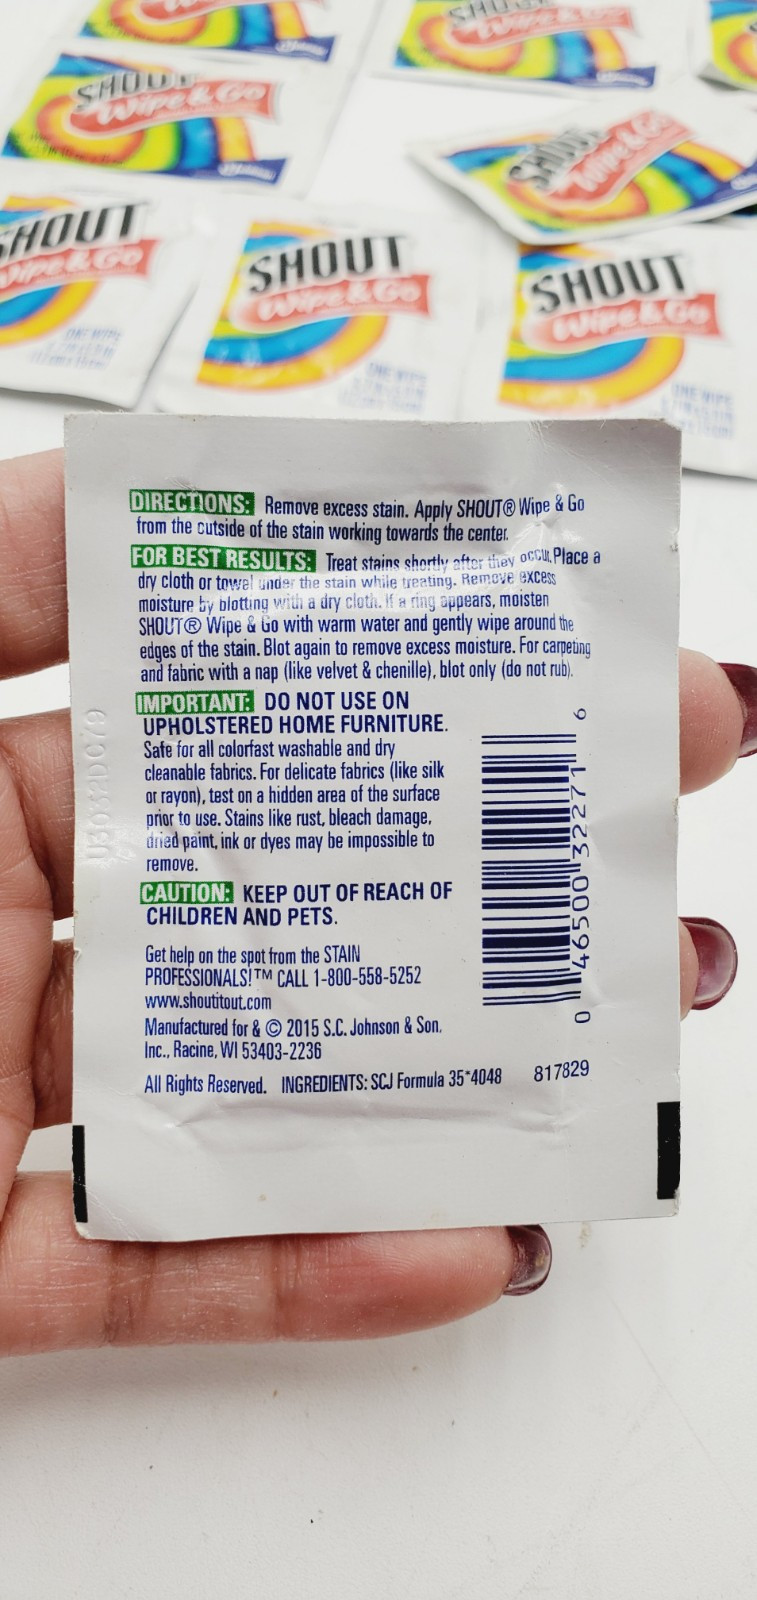 SHOUT
Wipe & Go
SHOUT
Wipe & Go
SHOUT
Wipe & Go
SHOUT
Wipe & Go
SHOUT
Wipe & Go
ONE WIPE
SHOUT
Wipe & Go
ONE WIPE
SHOUT
Wipe & Go
ONE WIPE
DIRECTIONS: Remove excess stain. Apply SHOUT® Wipe & Go
from the outside of the stain working towards the center.
FOR BEST RESULTS: Treat stains shortly after they occur. Place a
dry cloth or towel under the stain while treating. Remove excess
moisture by blotting with a dry cloth. If a ring appears, moisten
SHOUT® Wipe & Go with warm water and gently wipe around the
edges of the stain. Blot again to remove excess moisture. For carpeting
and fabric with a nap (like velvet & chenille), blot only (do not rub).
IMPORTANT: DO NOT USE ON
UPHOLSTERED HOME FURNITURE.
Safe for all colorfast washable and dry
cleanable fabrics. For delicate fabrics (like silk
or rayon), test on a hidden area of the surface
prior to use. Stains like rust, bleach damage,
dried paint, ink or dyes may be impossible to
remove.
CAUTION: KEEP OUT OF REACH OF
CHILDREN AND PETS.
Get help on the spot from the STAIN
PROFESSIONALS!™ CALL 1-800-558-5252
www.shoutitout.com
Manufactured for & © 2015 S.C. Johnson & Son,
Inc., Racine, WI 53403-2236
All Rights Reserved. INGREDIENTS: SCJ Formula 35*4048 817829
0 46500 32271 6